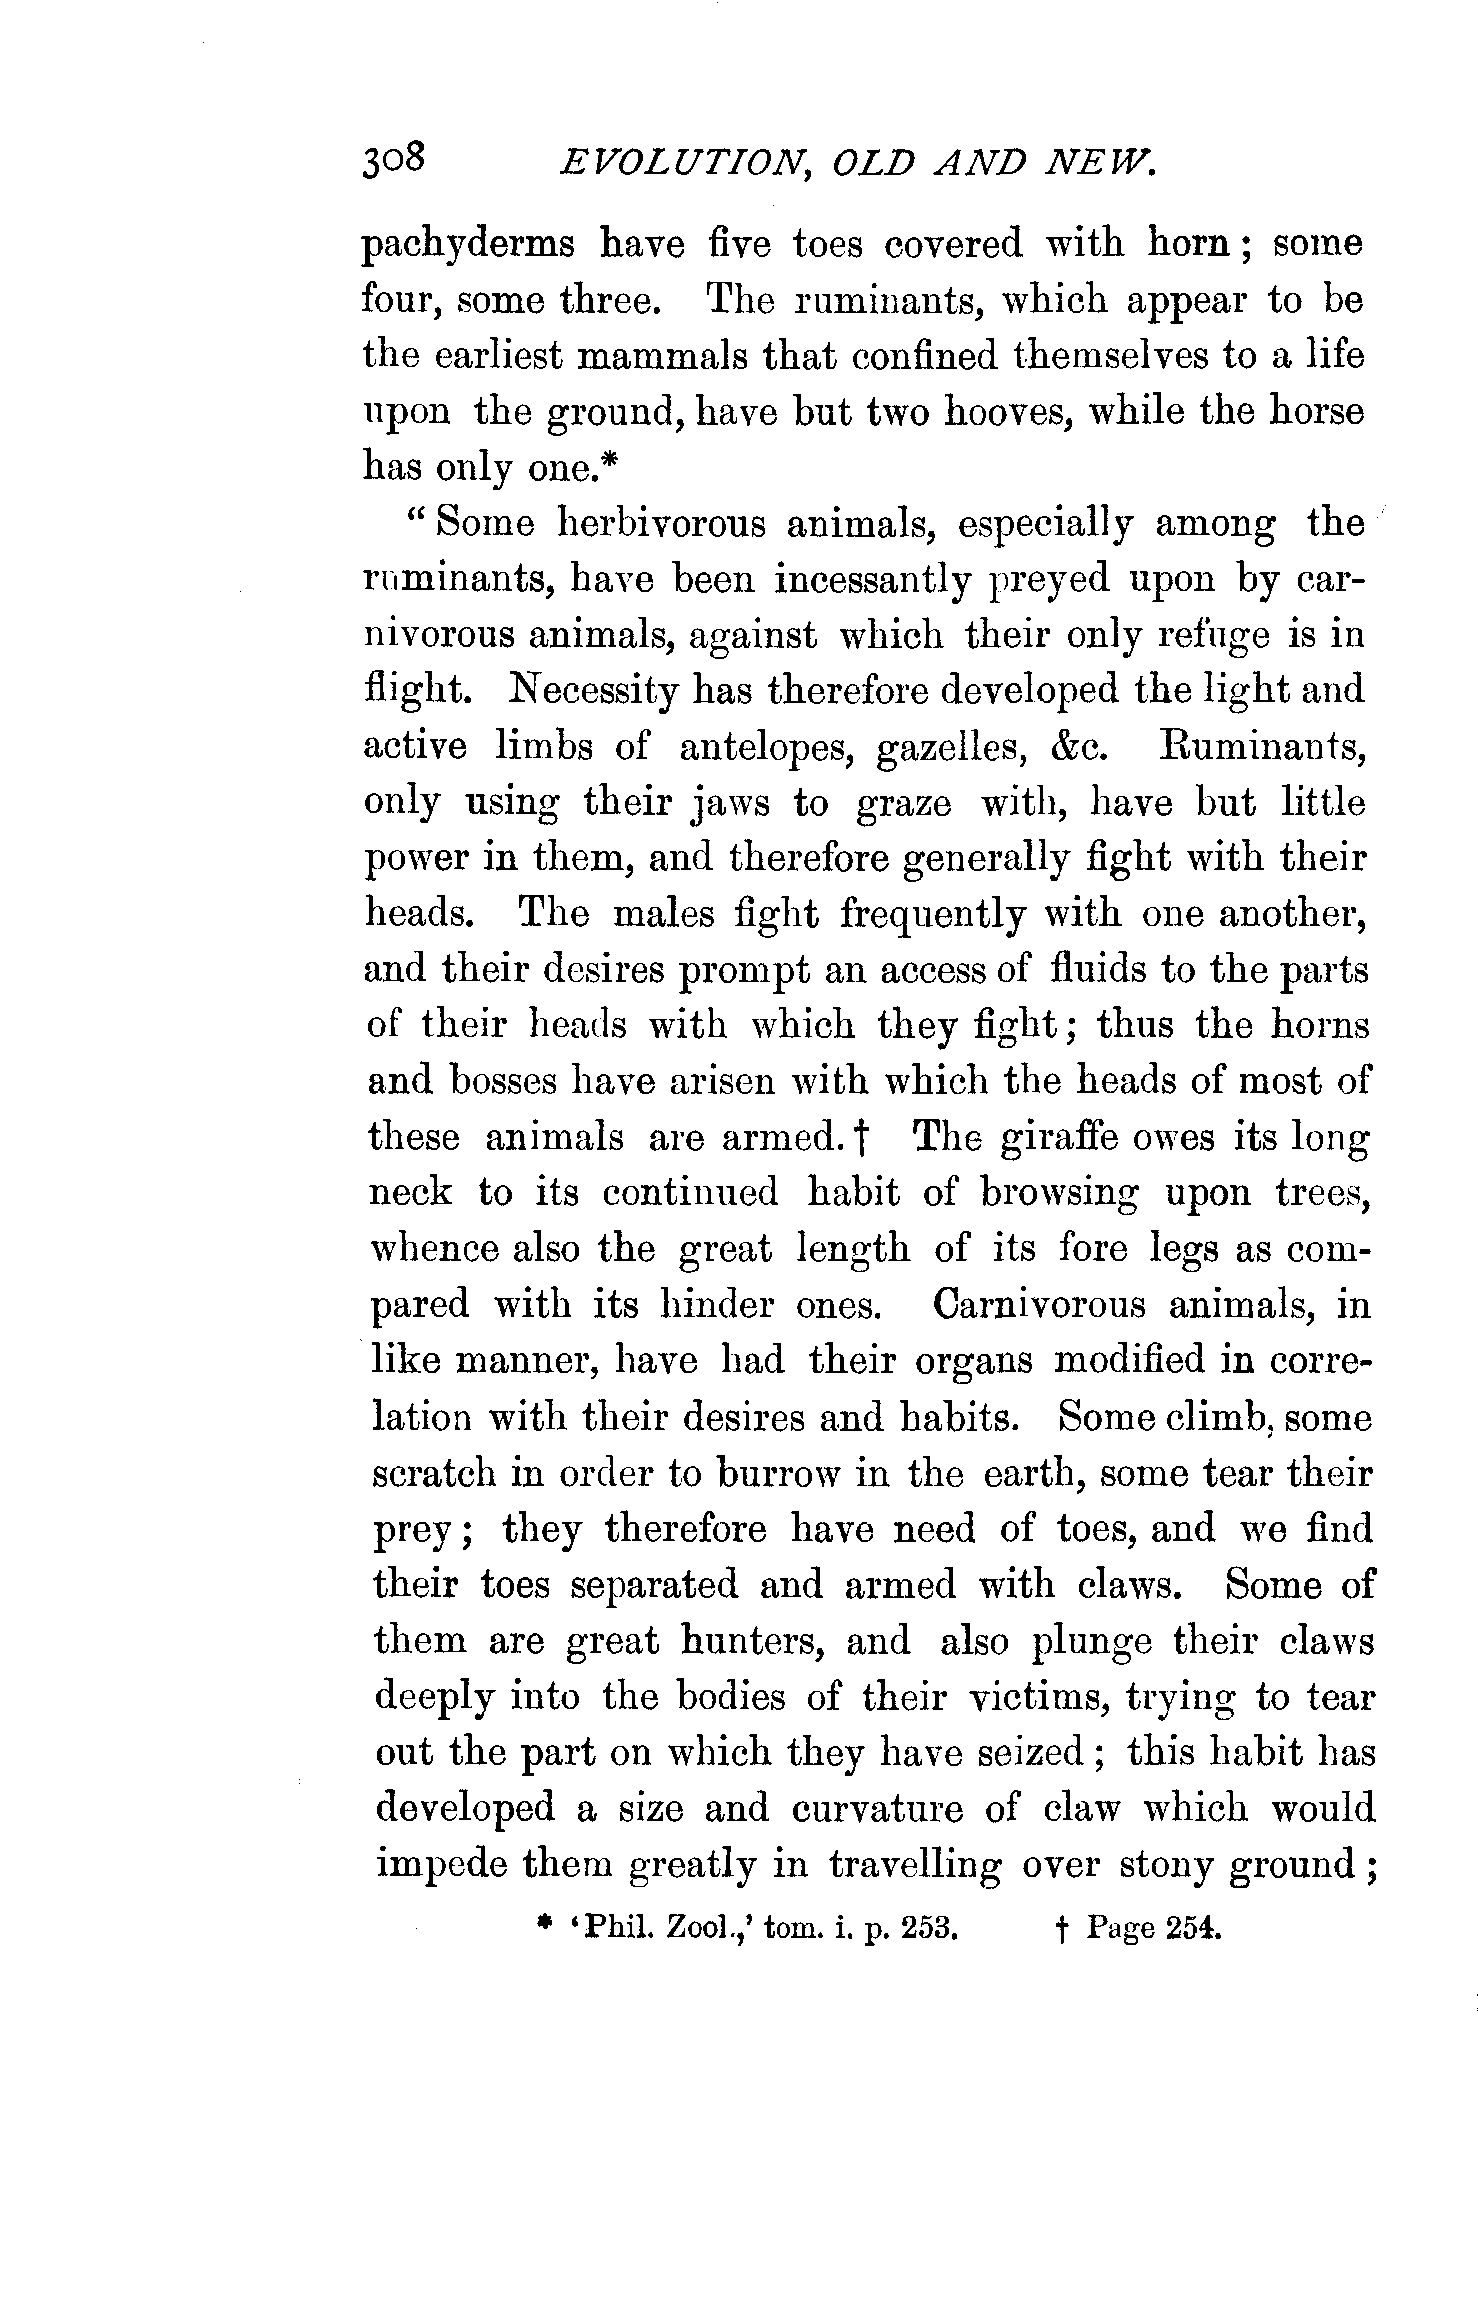 308 EVOLUTION, OLD AND NEW.
pachyderms have five toes covered with horn; some
four, some three. The ruminants, which appear to be
the earliest mammals that confined themselves to a life
upon the ground, have but two hooves, while the horse
has only one.*
“Some herbivorous animals, especially among the
ruminants, have been incessantly preyed upon by car-
nivorous animals, against which their only refuge is in
flight. Necessity has therefore developed the light and
active limbs of antelopes, gazelles, &c. Ruminants,
only using their jaws to graze with, have but little
power in them, and therefore generally fight with their
heads. The males fight frequently with one another,
and their desires prompt an access of fluids to the parts
of their heads with which they fight; thus the horns
and bosses have arisen with which the heads of most of
these animals are armed.† The giraffe owes its long
neck to its continued habit of browsing upon trees,
whence also the great length of its fore legs as com-
pared with its hinder ones. Carnivorous animals, in
like manner, have had their organs modified in corre-
lation with their desires and habits. Some climb, some
scratch in order to burrow in the earth, some tear their
prey; they therefore have need of toes, and we find
their toes separated and armed with claws. Some of
them are great hunters, and also plunge their claws
deeply into the bodies of their victims, trying to tear
out the part on which they have seized; this habit has
developed a size and curvature of claw which would
impede them greatly in travelling over stony ground;
* ‘Phil. Zool.,’ tom. i. p. 253. † Page 254.